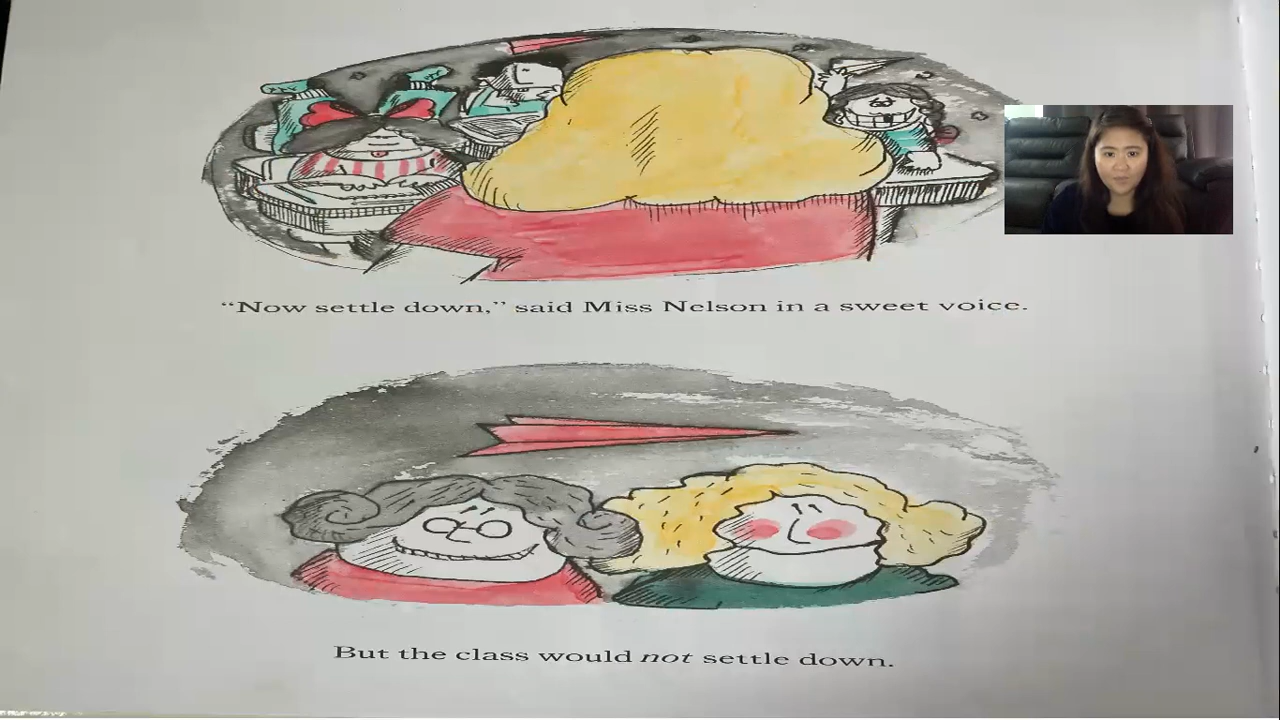 “Now settle down,” said Miss Nelson in a sweet voice.
But the class would not settle down.